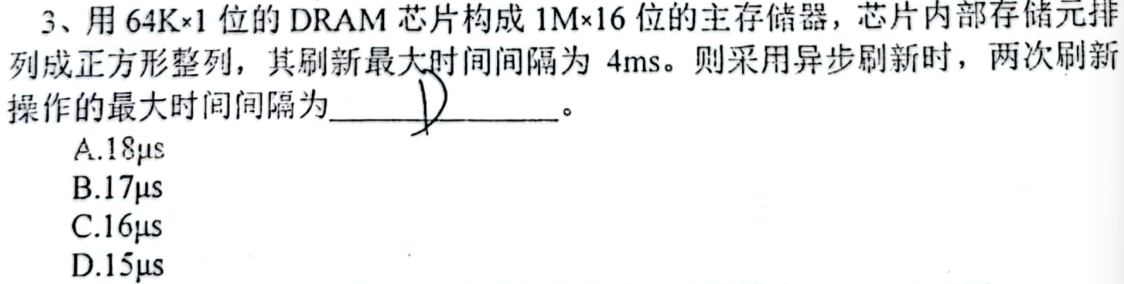 3、用 64K×1 位的 DRAM 芯片构成 1M×16 位的主存储器，芯片内部存储元排
列成正方形整列，其刷新最大时间间隔为 4ms。则采用异步刷新时，两次刷新
操作的最大时间间隔为____D____。
A.18μs
B.17μs
C.16μs
D.15μs